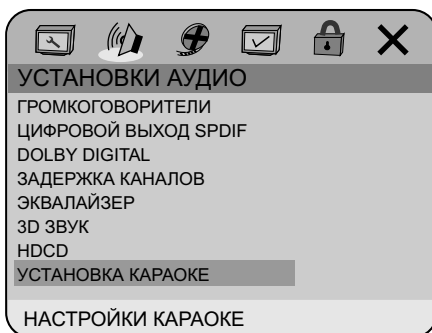 УСТАНОВКИ АУДИО
ГРОМКОГОВОРИТЕЛИ
ЦИФРОВОЙ ВЫХОД SPDIF
DOLBY DIGITAL
ЗАДЕРЖКА КАНАЛОВ
ЭКВАЛАЙЗЕР
3D ЗВУК
HDCD
УСТАНОВКА КАРАОКЕ
НАСТРОЙКИ КАРАОКЕ